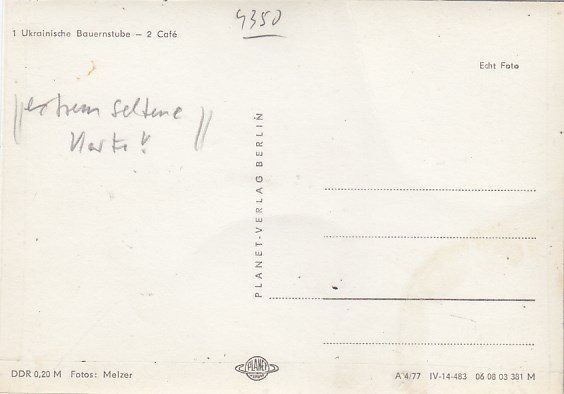 4350
1 Ukrainische Bauernstube — 2 Café
Echt Foto
extrem seltene
Karte!
PLANET-VERLAG BERLIN
PLANET
DDR 0,20 M Fotos: Melzer
A 4/77 IV-14-483 06 08 03 381 M